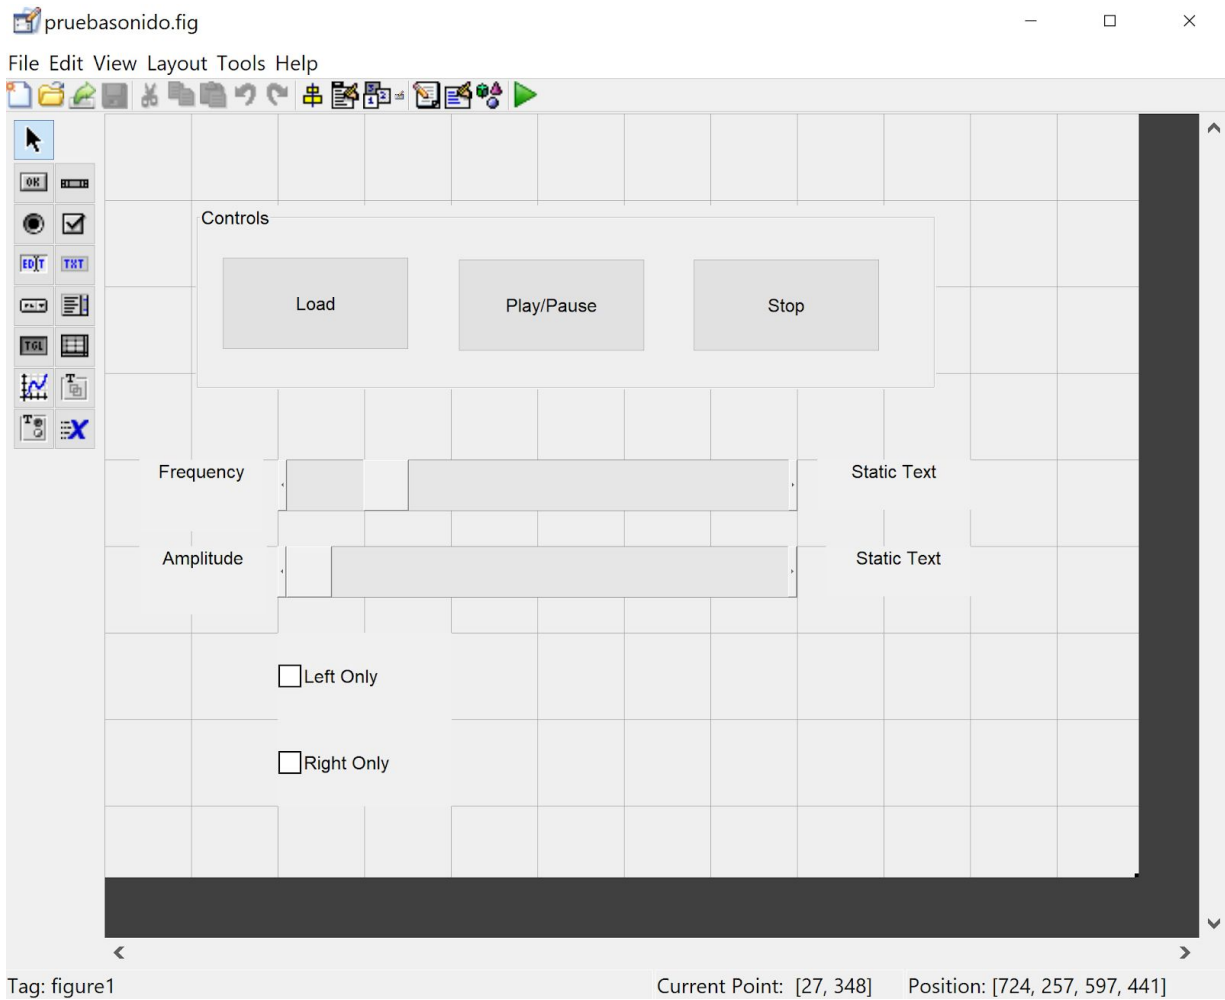 pruebasonido.fig
File Edit View Layout Tools Help
OK
EDIT TXT
TGL
T
T
Controls
Load Play/Pause Stop
Frequency Static Text
Amplitude Static Text
Left Only
Right Only
Tag: figure1 Current Point: [27, 348] Position: [724, 257, 597, 441]